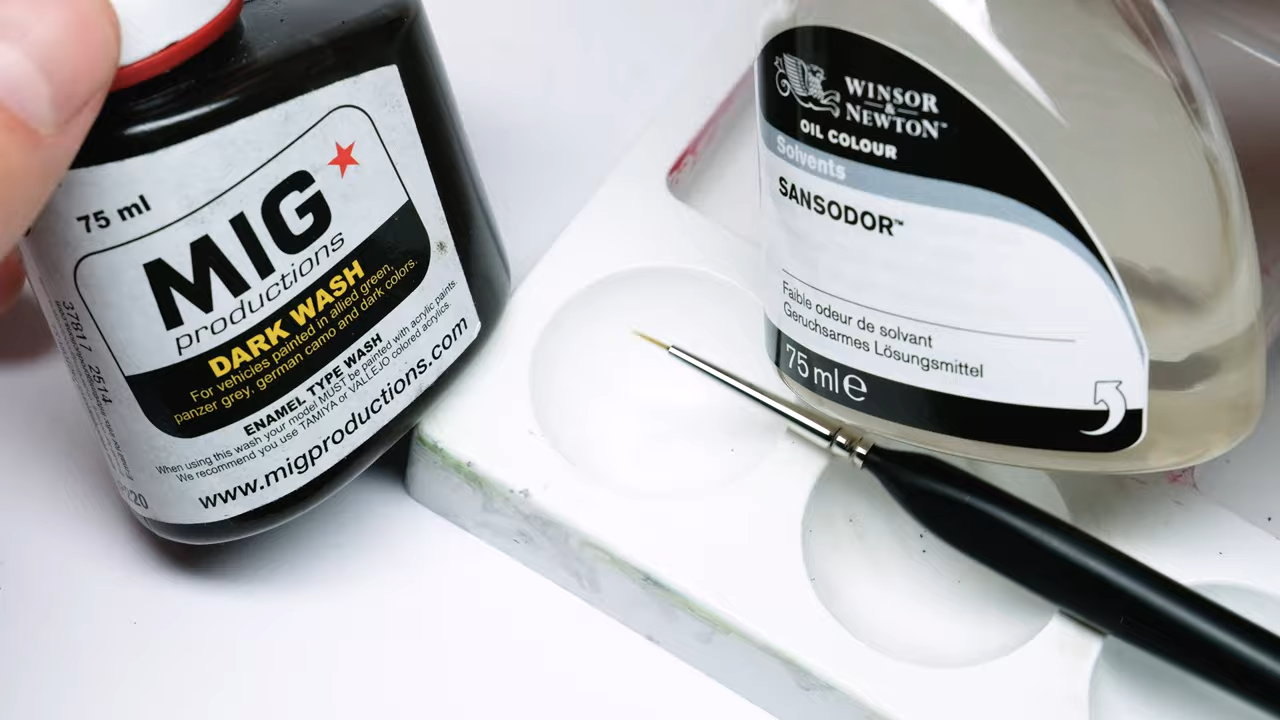 75 ml
MIG
productions
DARK WASH
For vehicles painted in allied green,
panzer grey, german camo and dark colors.
ENAMEL TYPE WASH
When using this wash your model MUST be painted with acrylic paints.
We recommend you use TAMIYA or VALLEJO colored acrylics.
www.migproductions.com
37817 2514
WINSOR
&
NEWTON™
OIL COLOUR
Solvents
SANSODOR™
Faible odeur de solvant
Geruchsarmes Lösungsmittel
75 ml e